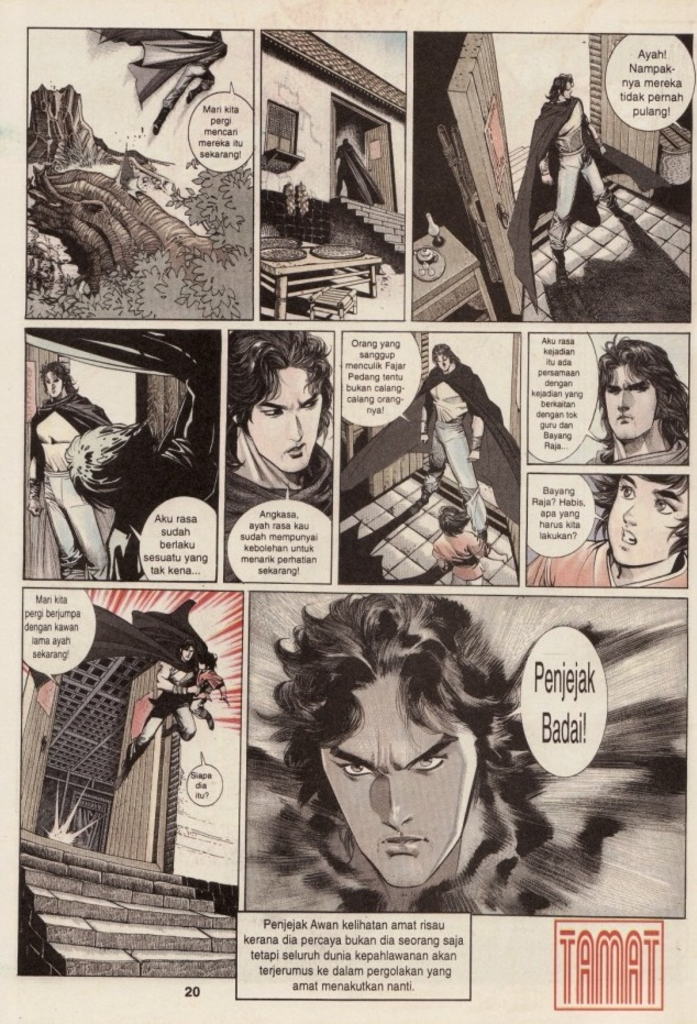 Mari kita
pergi
mencari
mereka itu
sekarang!
Ayah!
Nampak-
nya mereka
tidak pernah
pulang!
Aku rasa
sudah
berlaku
sesuatu yang
tak kena...
Angkasa,
ayah rasa kau
sudah mempunyai
kebolehan untuk
menarik perhatian
sekarang!
Orang yang
sanggup
menculik Fajar
Pedang tentu
bukan calang-
calang orang-
nya!
Aku rasa
kejadian
itu ada
persamaan
dengan
kejadian yang
berkaitan
dengan tok
guru dan
Bayang
Raja...
Bayang
Raja? Habis,
apa yang
harus kita
lakukan?
Mari kita
pergi berjumpa
dengan kawan
lama ayah
sekarang!
Siapa
dia
itu?
Penjejak
Badai!
Penjejak Awan kelihatan amat risau
kerana dia percaya bukan dia seorang saja
tetapi seluruh dunia kepahlawanan akan
terjerumus ke dalam pergolakan yang
amat menakutkan nanti.
TAMAT
20